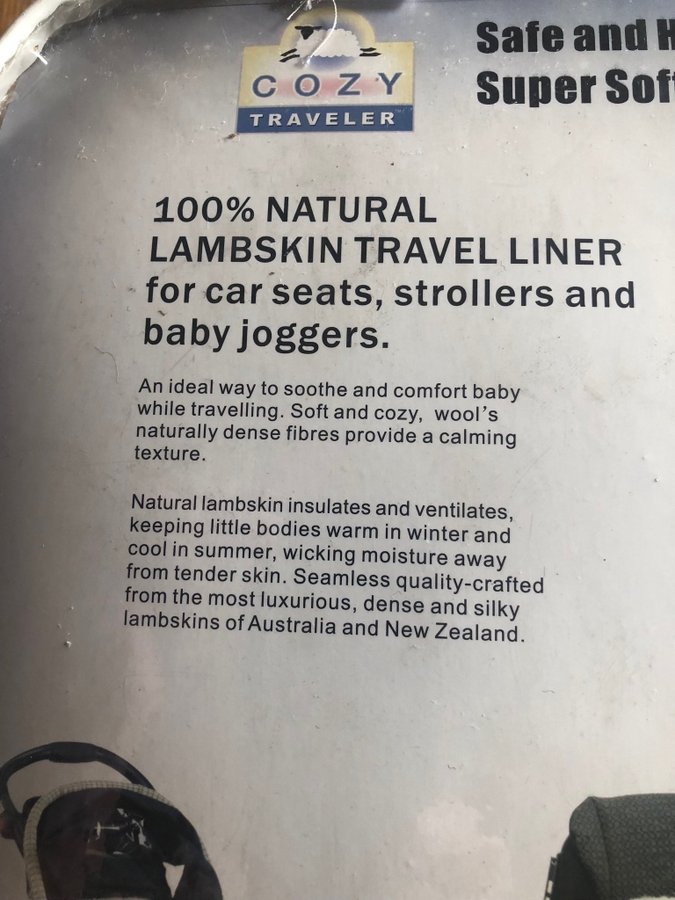 COZY
TRAVELER
Safe and
Super
100% NATURAL
LAMBSKIN TRAVEL LINER
for car seats, strollers and
baby joggers.
An ideal way to soothe and comfort baby
while travelling. Soft and cozy, wool's
naturally dense fibres provide a calming
texture.
Natural lambskin insulates and ventilates,
keeping little bodies warm in winter and
cool in summer, wicking moisture away
from tender skin. Seamless quality-crafted
from the most luxurious, dense and silky
lambskins of Australia and New Zealand.